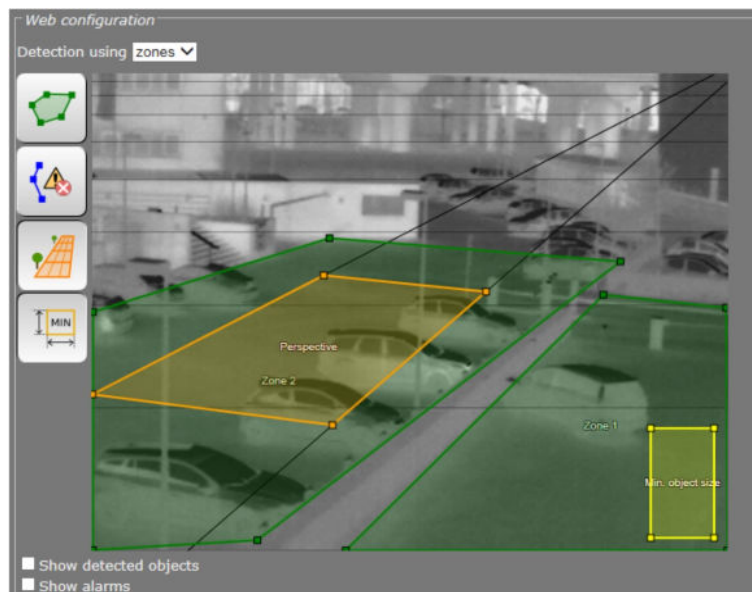 Web configuration
Detection using zones
MIN
Perspective
Zone 2
Zone 1
Min. object size
Show detected objects
Show alarms